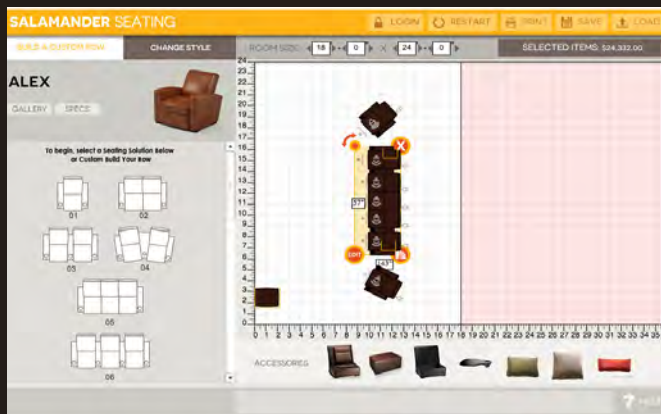 SALAMANDER SEATING
LOGIN
RESTART
PRINT
SAVE
LOAD
BUILD A CUSTOM ROW
CHANGE STYLE
ROOM SIZE: 18 - 0 X 24 - 0
SELECTED ITEMS: $24,332.00
ALEX
GALLERY
SPECS
To begin, select a Seating Solution Below
or Custom Build Your Row
01
02
03
04
05
06
24
23
22
21
20
19
18
17
16
15
14
13
12
11
10
9
8
7
6
5
4
3
2
1
0
37"
EDIT
X
0 1 2 3 4 5 6 7 8 9 10 11 12 13 14 15 16 17 18 19 20 21 22 23 24 25 26 27 28 29 30 31 32 33 34 35
ACCESSORIES
?